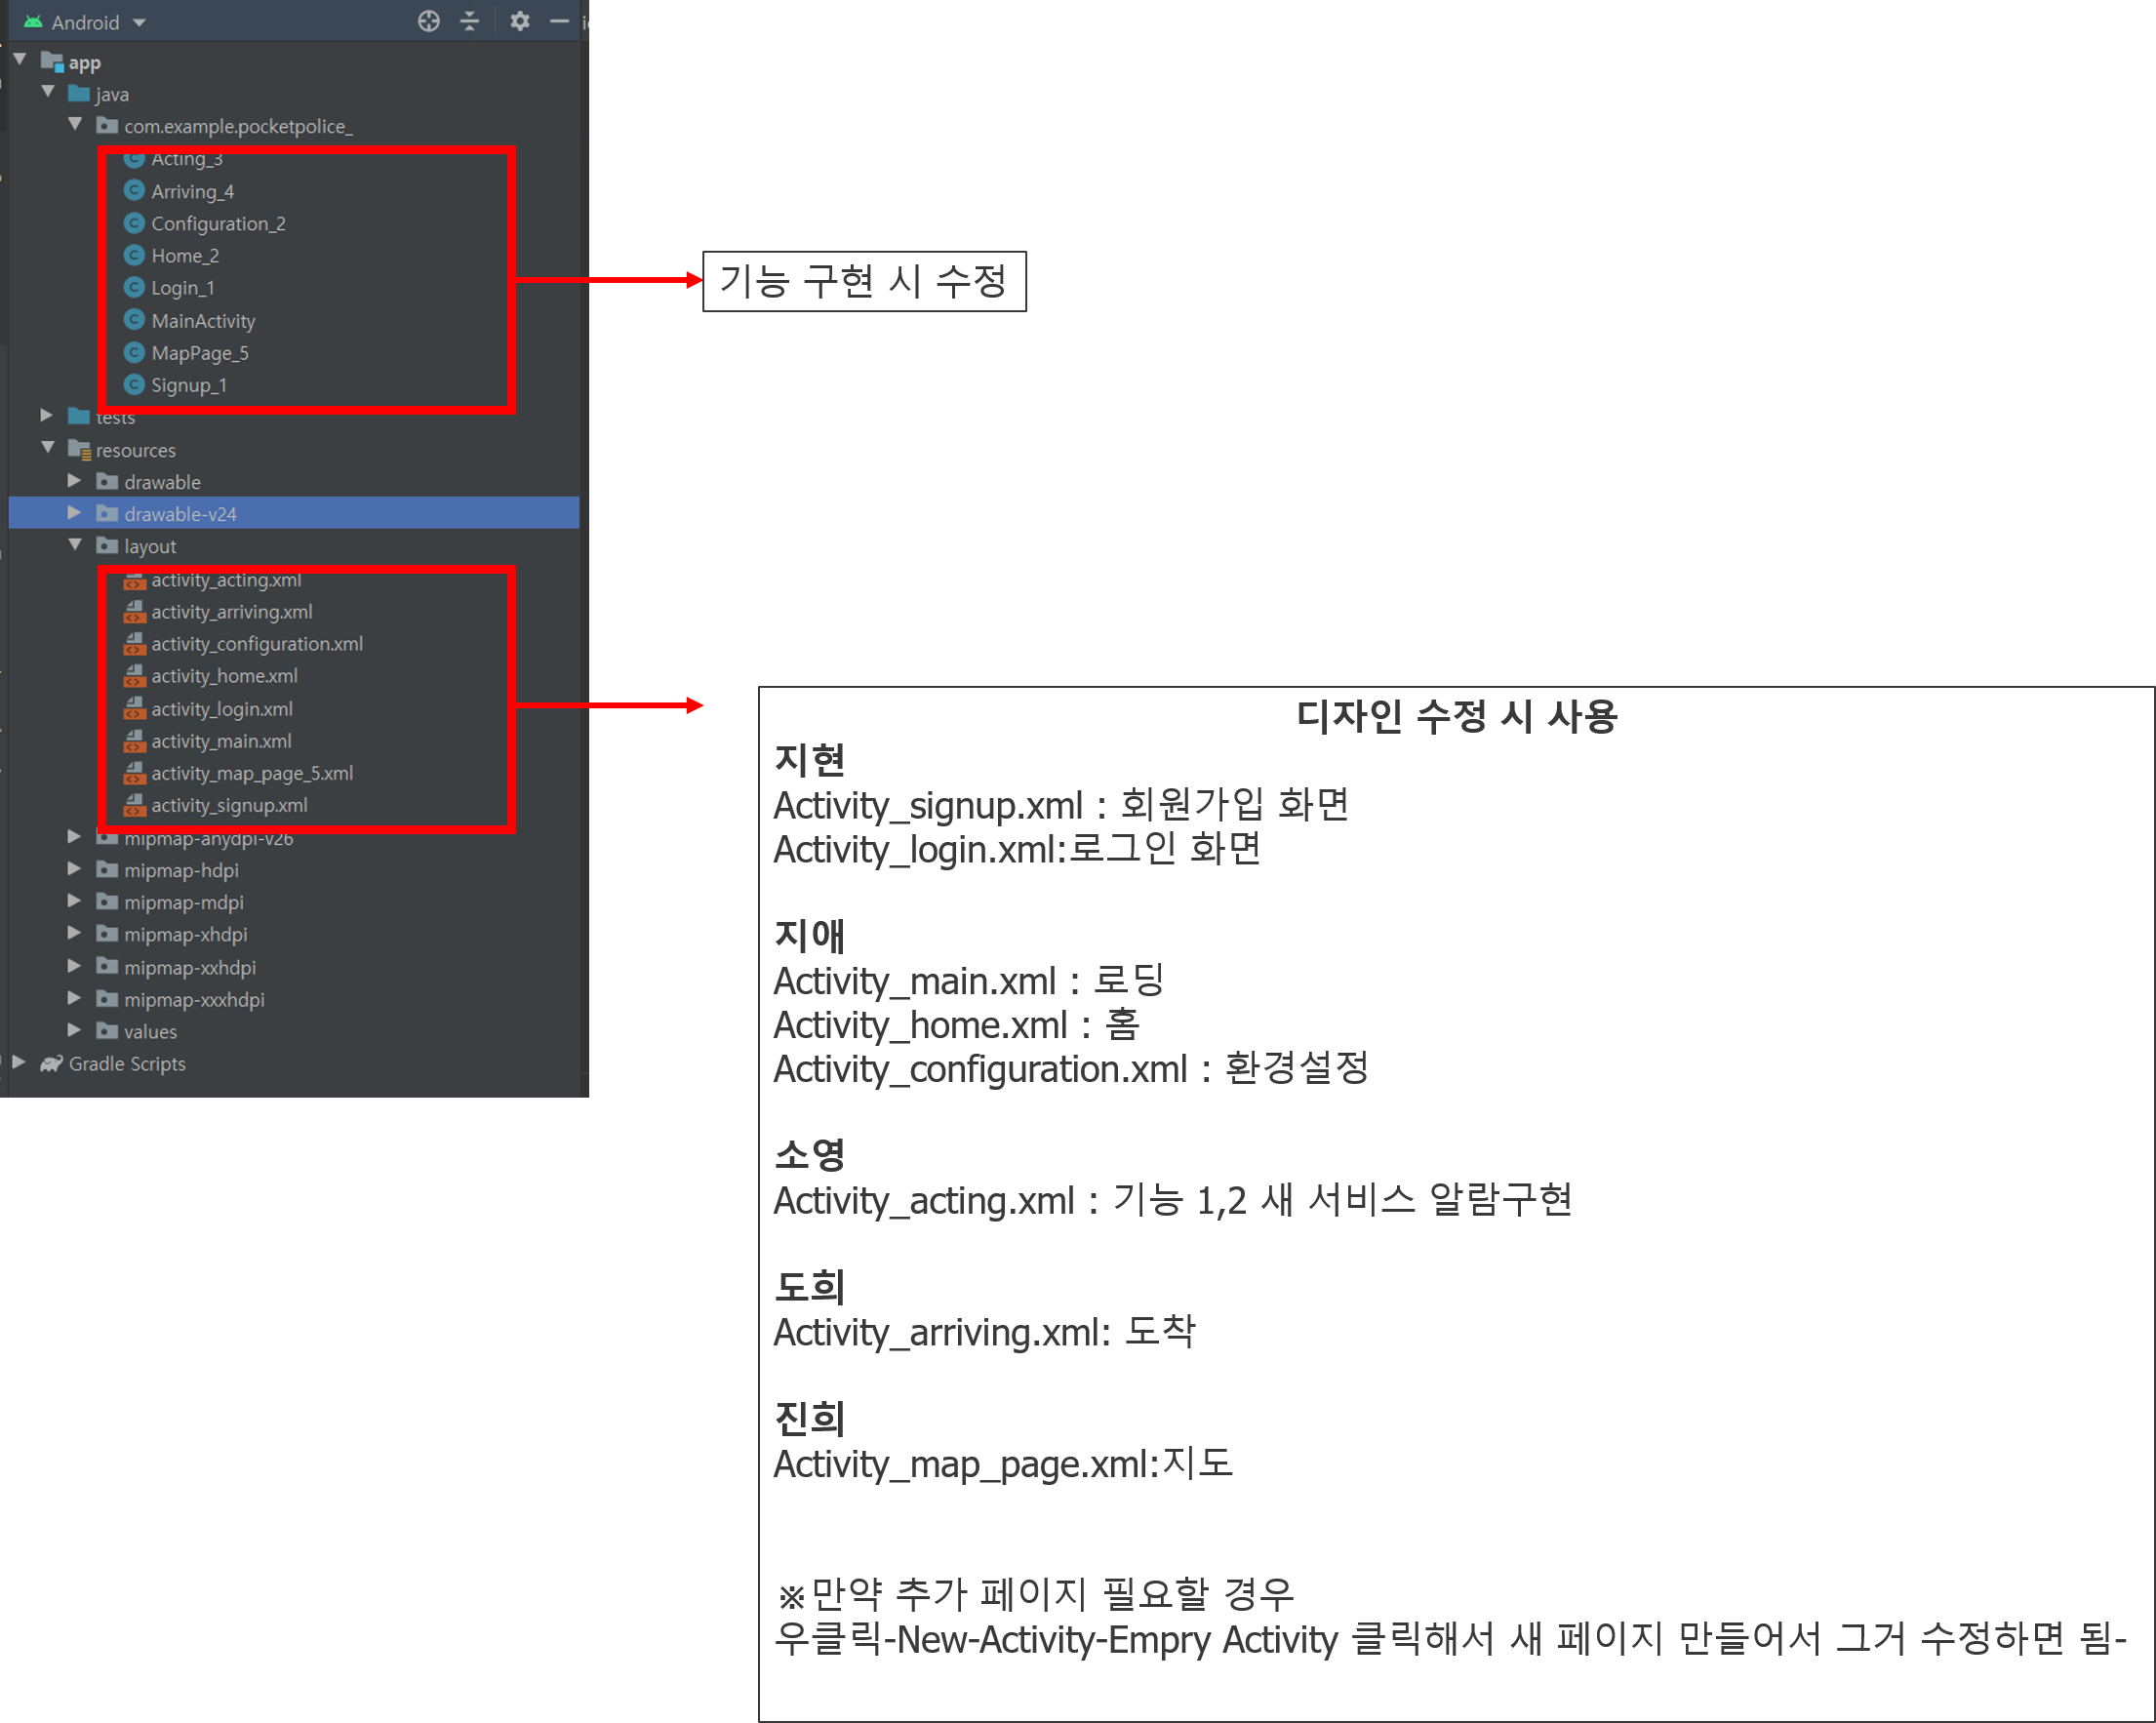 Android
app
java
com.example.pocketpolice_
Acting_3
Arriving_4
Configuration_2
Home_2
Login_1
MainActivity
MapPage_5
Signup_1
tests
resources
drawable
drawable-v24
layout
activity_acting.xml
activity_arriving.xml
activity_configuration.xml
activity_home.xml
activity_login.xml
activity_main.xml
activity_map_page_5.xml
activity_signup.xml
mipmap-anydpi-v26
mipmap-hdpi
mipmap-mdpi
mipmap-xhdpi
mipmap-xxhdpi
mipmap-xxxhdpi
values
Gradle Scripts
기능 구현 시 수정
디자인 수정 시 사용
지현
Activity_signup.xml : 회원가입 화면
Activity_login.xml:로그인 화면
지애
Activity_main.xml : 로딩
Activity_home.xml : 홈
Activity_configuration.xml : 환경설정
소영
Activity_acting.xml : 기능 1,2 새 서비스 알람구현
도희
Activity_arriving.xml: 도착
진희
Activity_map_page.xml:지도
※만약 추가 페이지 필요할 경우
우클릭-New-Activity-Empry Activity 클릭해서 새 페이지 만들어서 그거 수정하면 됨-